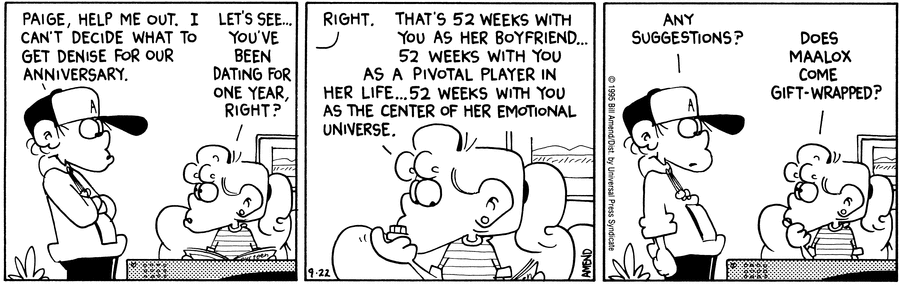 PAIGE, HELP ME OUT. I
CAN'T DECIDE WHAT TO
GET DENISE FOR OUR
ANNIVERSARY.
LET'S SEE...
YOU'VE
BEEN
DATING FOR
ONE YEAR,
RIGHT?
A
RIGHT.
THAT'S 52 WEEKS WITH
YOU AS HER BOYFRIEND...
52 WEEKS WITH YOU
AS A PIVOTAL PLAYER IN
HER LIFE...52 WEEKS WITH YOU
AS THE CENTER OF HER EMOTIONAL
UNIVERSE.
9.22
AMEND
© 1995 Bill Amend/Dist. by Universal Press Syndicate
ANY
SUGGESTIONS?
DOES
MAALOX
COME
GIFT-WRAPPED?
A